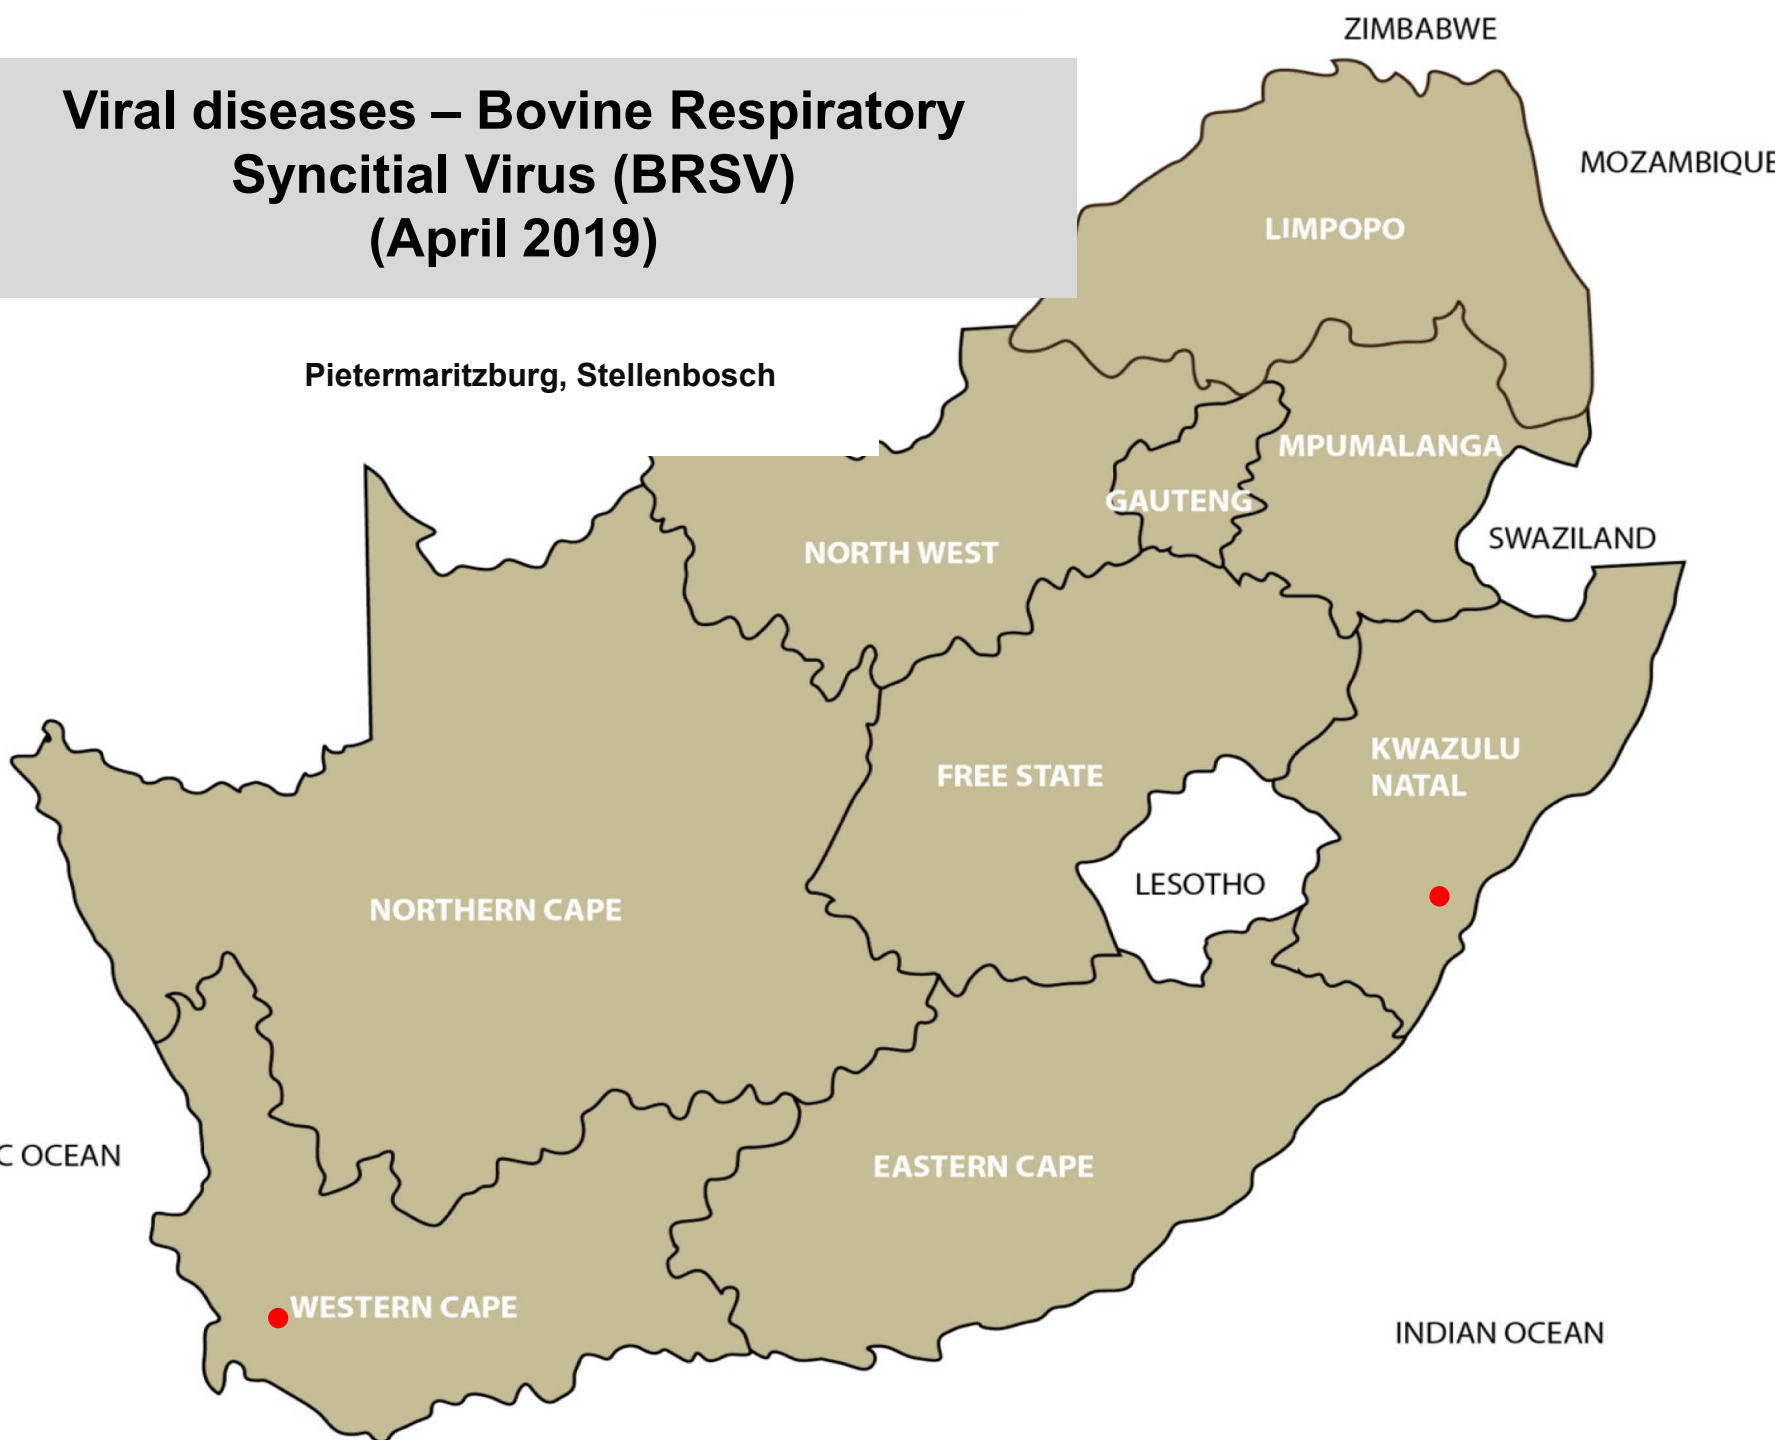 ZIMBABWE
Viral diseases – Bovine Respiratory
Syncitial Virus (BRSV)
(April 2019)
MOZAMBIQUE
LIMPOPO
Pietermaritzburg, Stellenbosch
MPUMALANGA
GAUTENG
SWAZILAND
NORTH WEST
KWAZULU
NATAL
FREE STATE
LESOTHO
NORTHERN CAPE
C OCEAN
EASTERN CAPE
WESTERN CAPE
INDIAN OCEAN